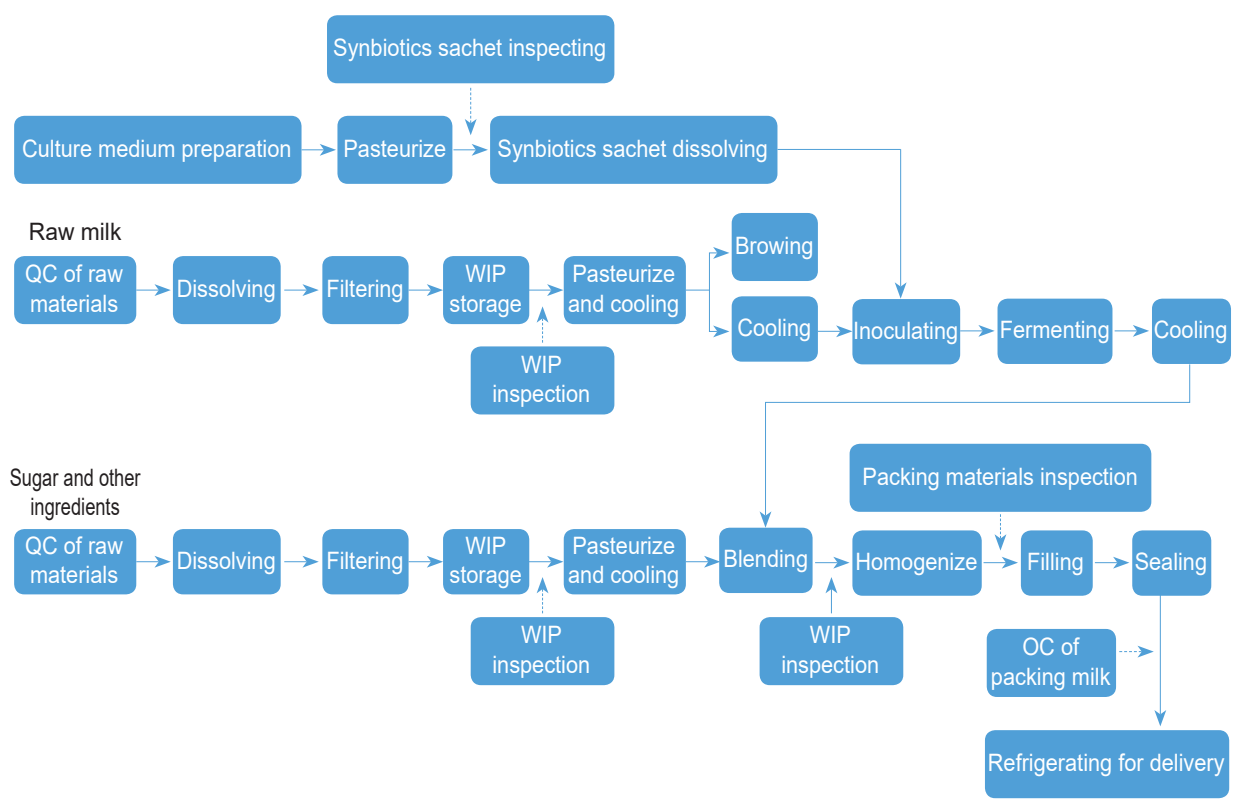 Synbiotics sachet inspecting
Culture medium preparation
Pasteurize
Synbiotics sachet dissolving
Raw milk
QC of raw
materials
Dissolving
Filtering
WIP
storage
Pasteurize
and cooling
Browing
Cooling
Inoculating
Fermenting
Cooling
WIP
inspection
Sugar and other
ingredients
Packing materials inspection
QC of raw
materials
Dissolving
Filtering
WIP
storage
Pasteurize
and cooling
Blending
Homogenize
Filling
Sealing
WIP
inspection
WIP
inspection
OC of
packing milk
Refrigerating for delivery